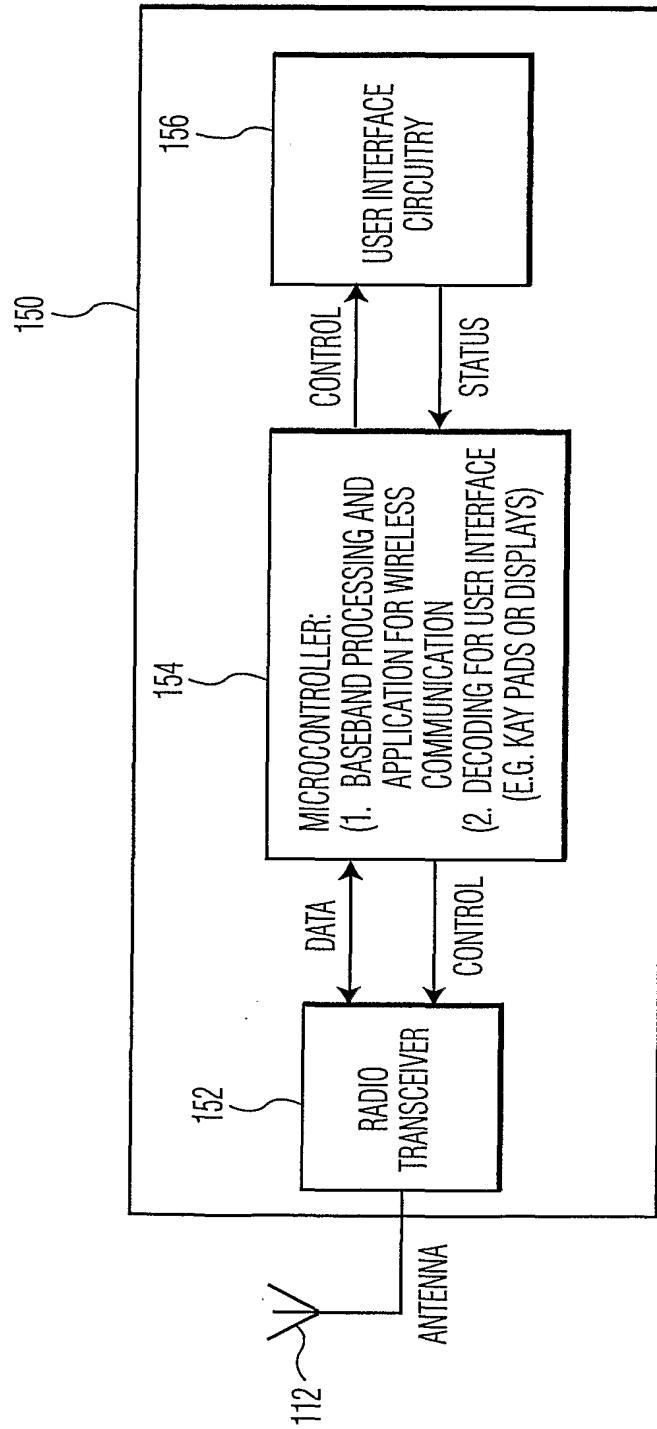 150
112
ANTENNA
152
RADIO
TRANSCEIVER
DATA
CONTROL
154
MICROCONTROLLER:
(1. BASEBAND PROCESSING AND
APPLICATION FOR WIRELESS
COMMUNICATION
(2. DECODING FOR USER INTERFACE
(E.G. KAY PADS OR DISPLAYS)
CONTROL
STATUS
156
USER INTERFACE
CIRCUITRY